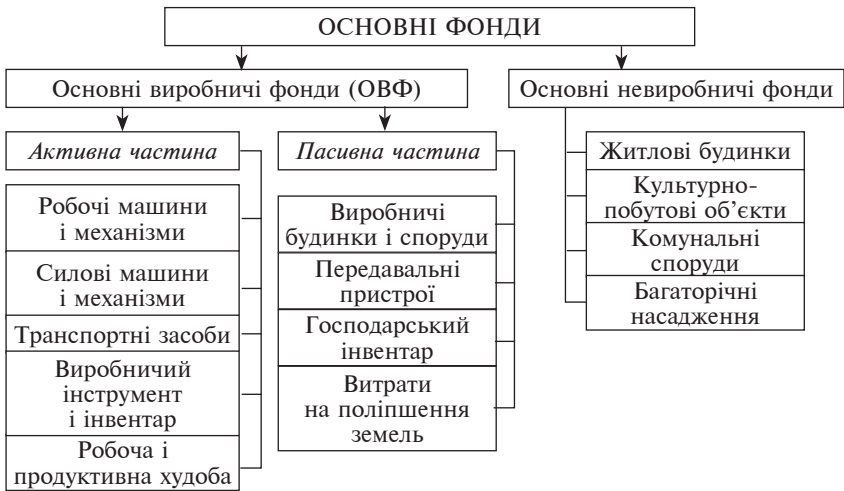 ОСНОВНІ ФОНДИ
Основні виробничі фонди (ОВФ)
Основні невиробничі фонди
Активна частина
Робочі машини
і механізми
Силові машини
і механізми
Транспортні засоби
Виробничий
інструмент
і інвентар
Робоча і
продуктивна худоба
Пасивна частина
Виробничі
будинки і споруди
Передавальні
пристрої
Господарський
інвентар
Витрати
на поліпшення
земель
Житлові будинки
Культурно-
побутові об’єкти
Комунальні
споруди
Багаторічні
насадження